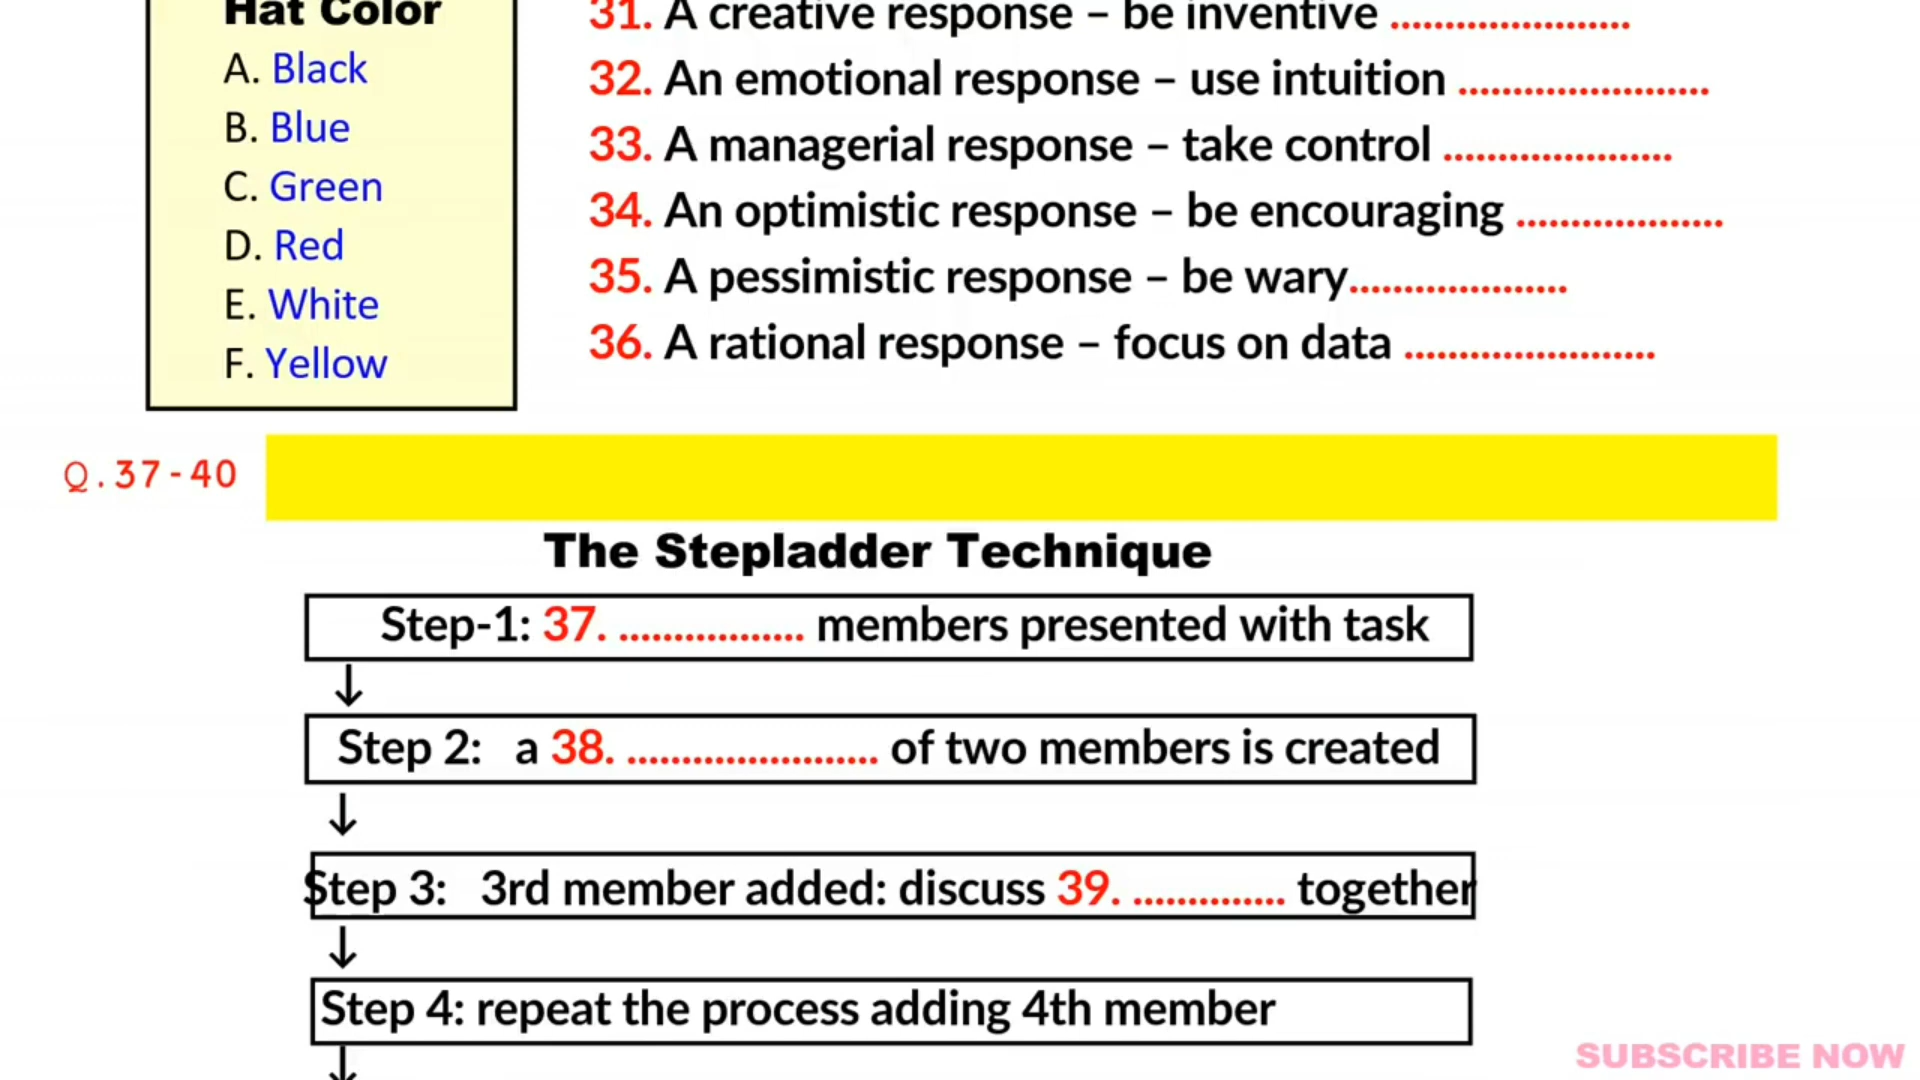 Hat Color
A. Black
B. Blue
C. Green
D. Red
E. White
F. Yellow
31. A creative response – be inventive ......................
32. An emotional response – use intuition .......................
33. A managerial response – take control .....................
34. An optimistic response – be encouraging ...................
35. A pessimistic response – be wary....................
36. A rational response – focus on data .......................
Q.37-40
The Stepladder Technique
Step-1: 37. ................. members presented with task
Step 2: a 38. ....................... of two members is created
Step 3: 3rd member added: discuss 39. .............. together
Step 4: repeat the process adding 4th member
SUBSCRIBE NOW